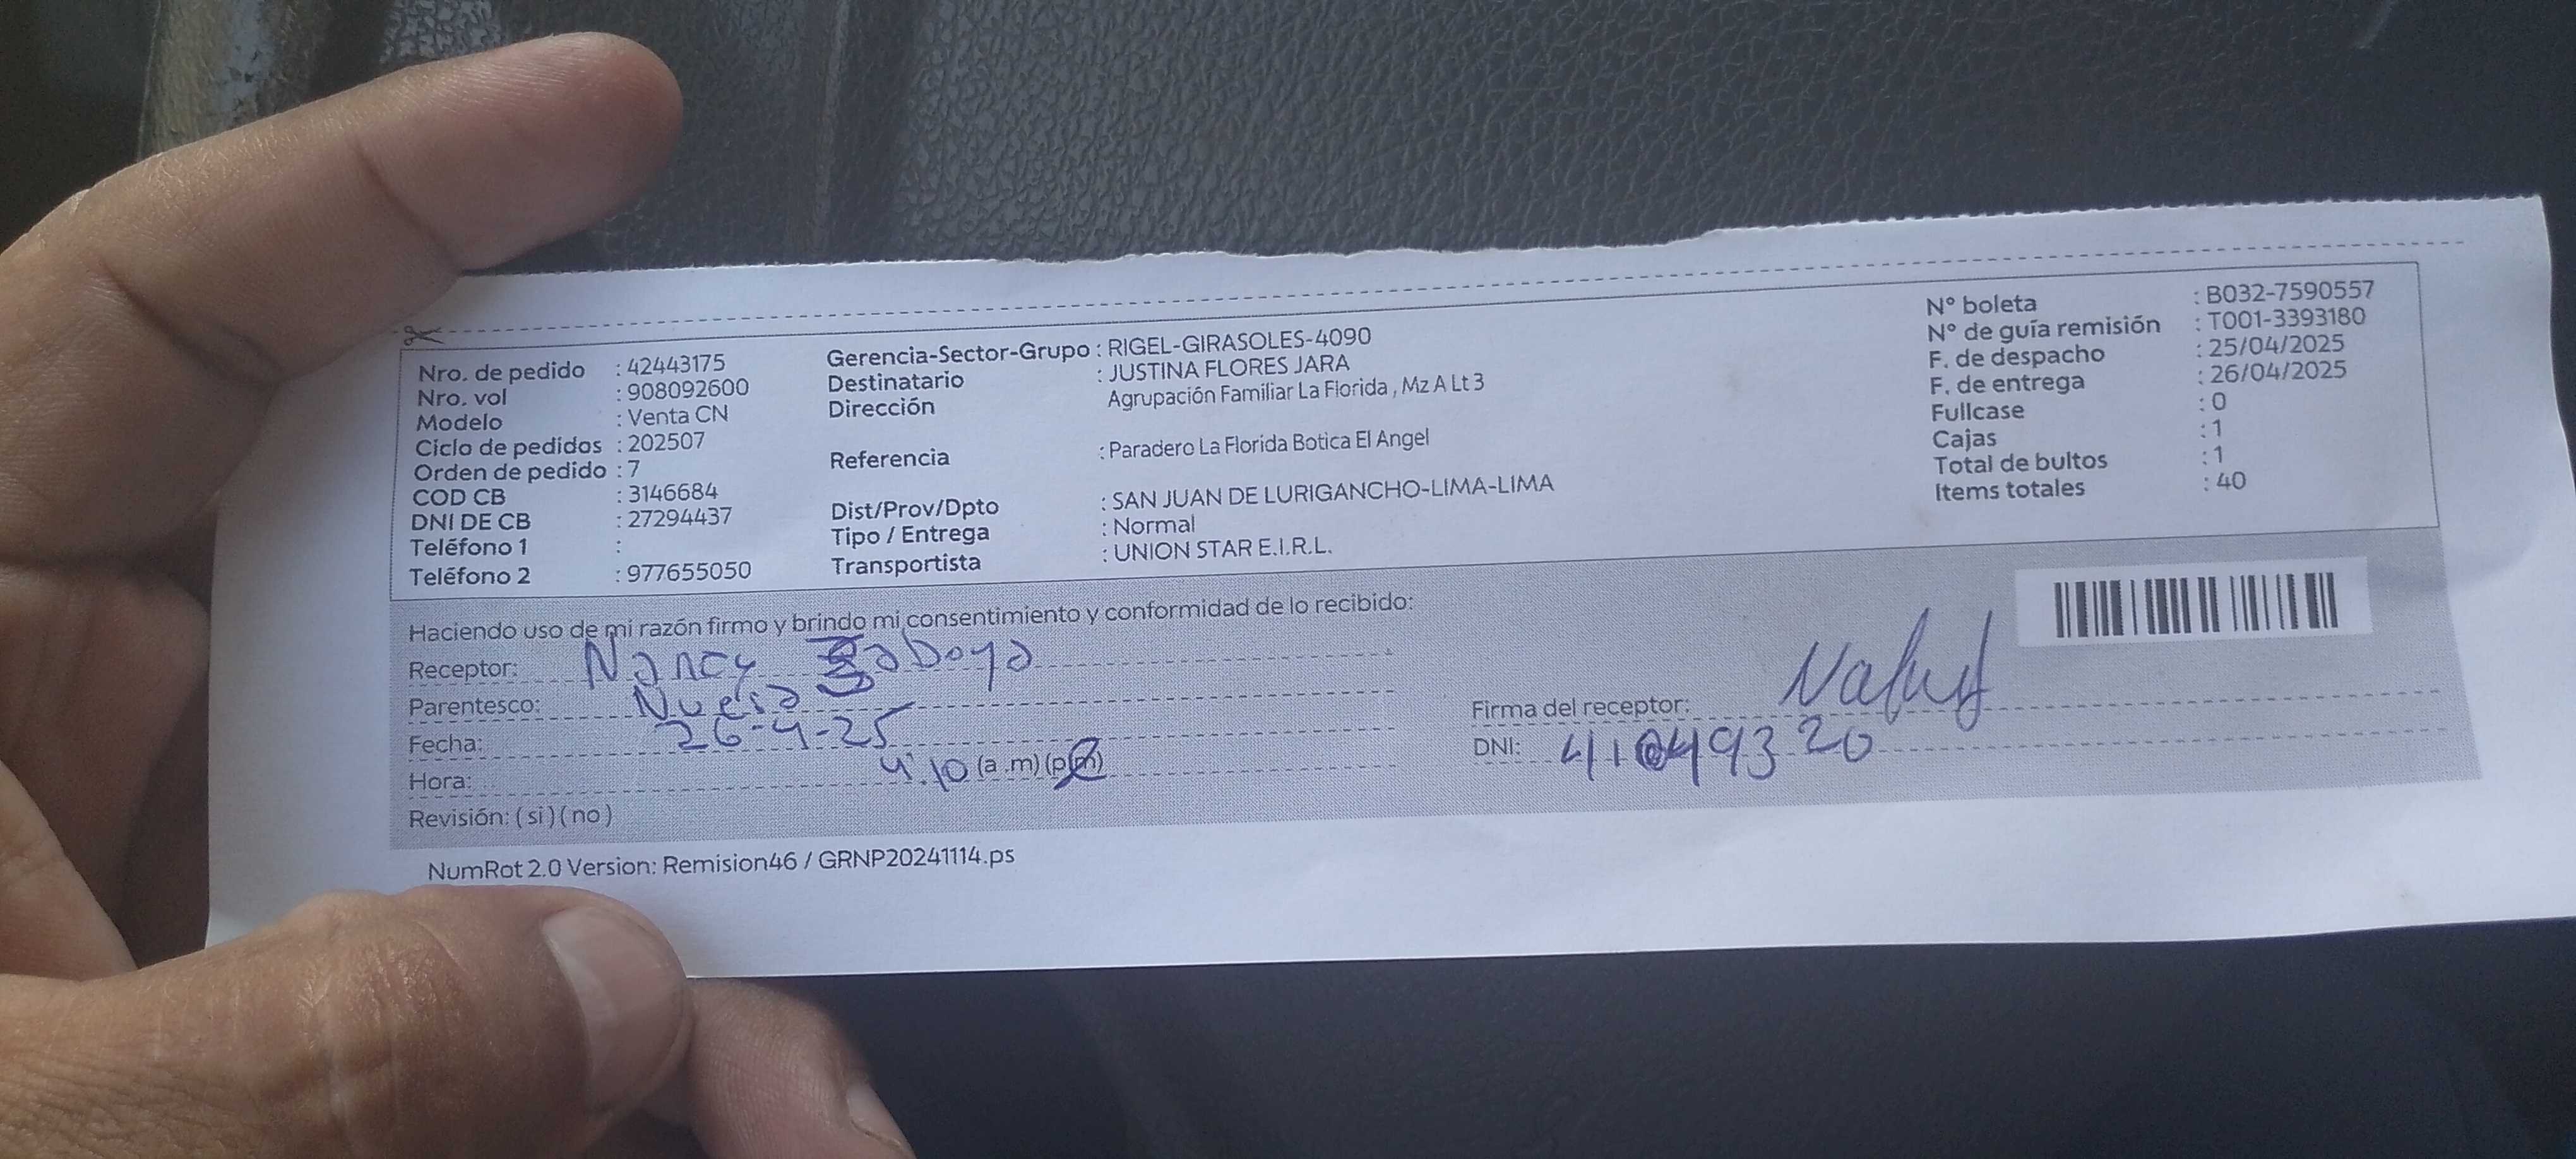 Nro. de pedido : 42443175
Nro. vol : 908092600
Modelo : Venta CN
Ciclo de pedidos : 202507
Orden de pedido : 7
COD CB : 3146684
DNI DE CB : 27294437
Teléfono 1 :
Teléfono 2 : 977655050
Gerencia-Sector-Grupo : RIGEL-GIRASOLES-4090
Destinatario : JUSTINA FLORES JARA
Dirección Agrupación Familiar La Florida , Mz A Lt 3
Referencia : Paradero La Florida Botica El Angel
Dist/Prov/Dpto : SAN JUAN DE LURIGANCHO-LIMA-LIMA
Tipo / Entrega : Normal
Transportista : UNION STAR E.I.R.L.
N° boleta : B032-7590557
N° de guía remisión : T001-3393180
F. de despacho : 25/04/2025
F. de entrega : 26/04/2025
Fullcase : 0
Cajas : 1
Total de bultos : 1
Items totales : 40
Haciendo uso de mi razón firmo y brindo mi consentimiento y conformidad de lo recibido:
Receptor: Nancy
Parentesco: Nuera
Fecha: 26-4-25
Hora: 4:10 (a .m) (p.m)
Revisión: ( si ) ( no )
Firma del receptor:
DNI: 41049320
NumRot 2.0 Version: Remision46 / GRNP20241114.ps